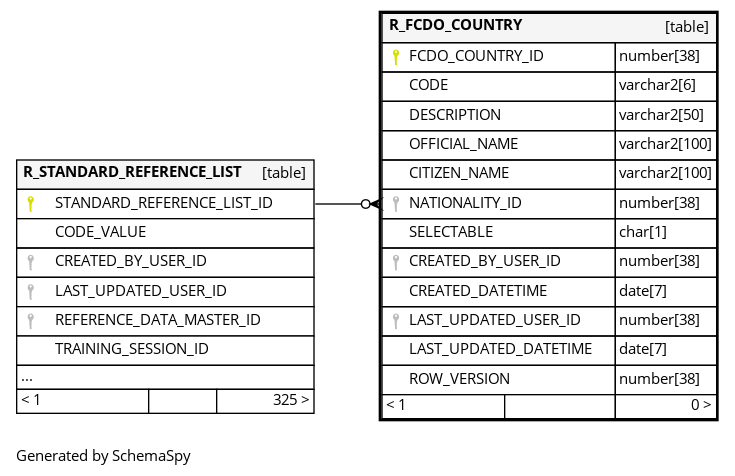 R_FCDO_COUNTRY [table]
FCDO_COUNTRY_ID number[38]
CODE varchar2[6]
DESCRIPTION varchar2[50]
OFFICIAL_NAME varchar2[100]
CITIZEN_NAME varchar2[100]
NATIONALITY_ID number[38]
SELECTABLE char[1]
CREATED_BY_USER_ID number[38]
CREATED_DATETIME date[7]
LAST_UPDATED_USER_ID number[38]
LAST_UPDATED_DATETIME date[7]
ROW_VERSION number[38]
< 1 0 >
R_STANDARD_REFERENCE_LIST [table]
STANDARD_REFERENCE_LIST_ID
CODE_VALUE
CREATED_BY_USER_ID
LAST_UPDATED_USER_ID
REFERENCE_DATA_MASTER_ID
TRAINING_SESSION_ID
...
< 1 325 >
Generated by SchemaSpy